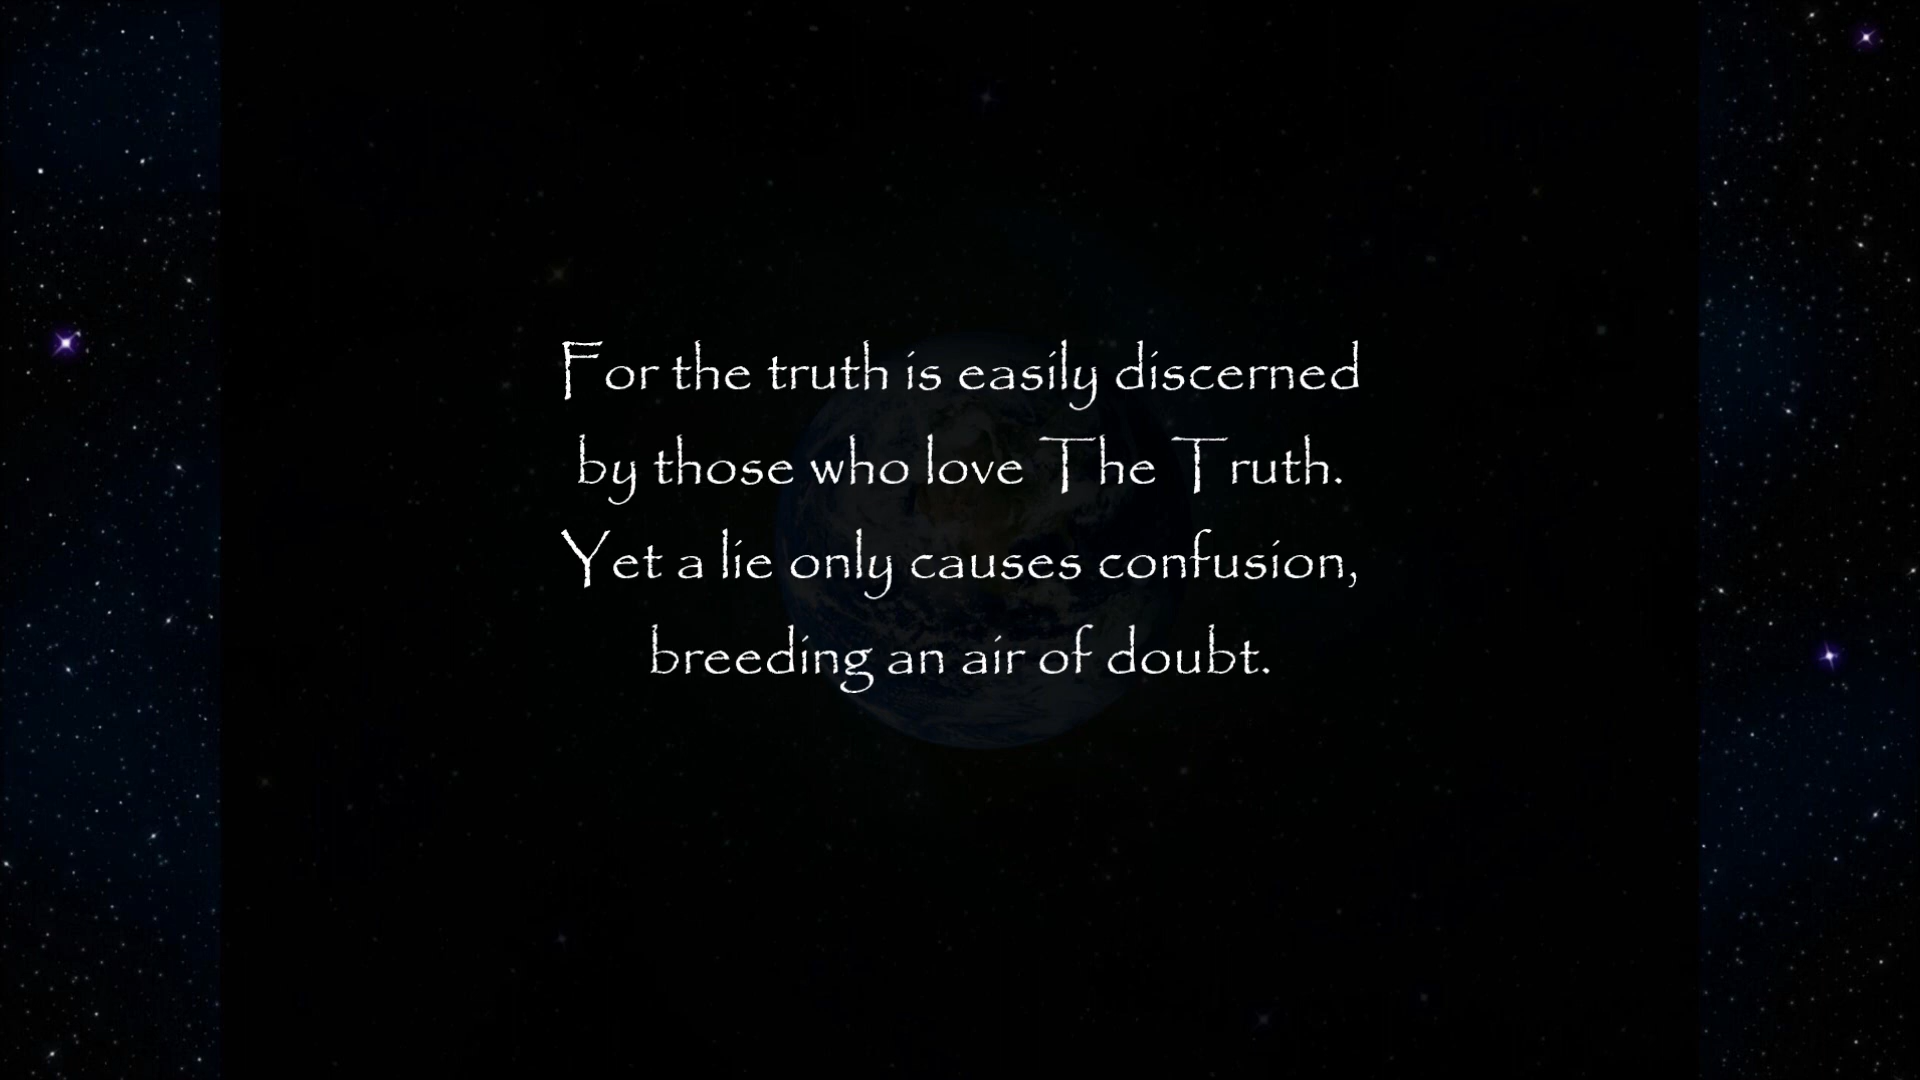 For the truth is easily discerned
by those who love The Truth.
Yet a lie only causes confusion,
breeding an air of doubt.